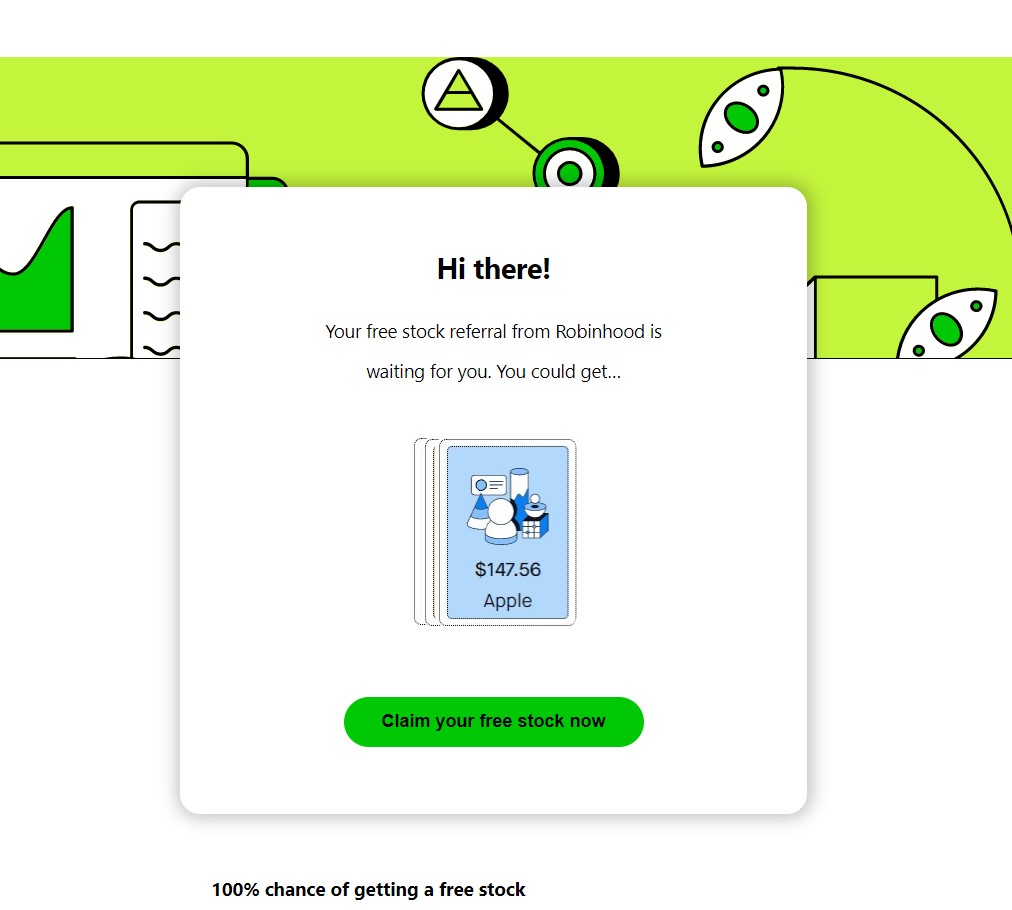 Hi there!
Your free stock referral from Robinhood is
waiting for you. You could get...
$147.56
Apple
Claim your free stock now
100% chance of getting a free stock